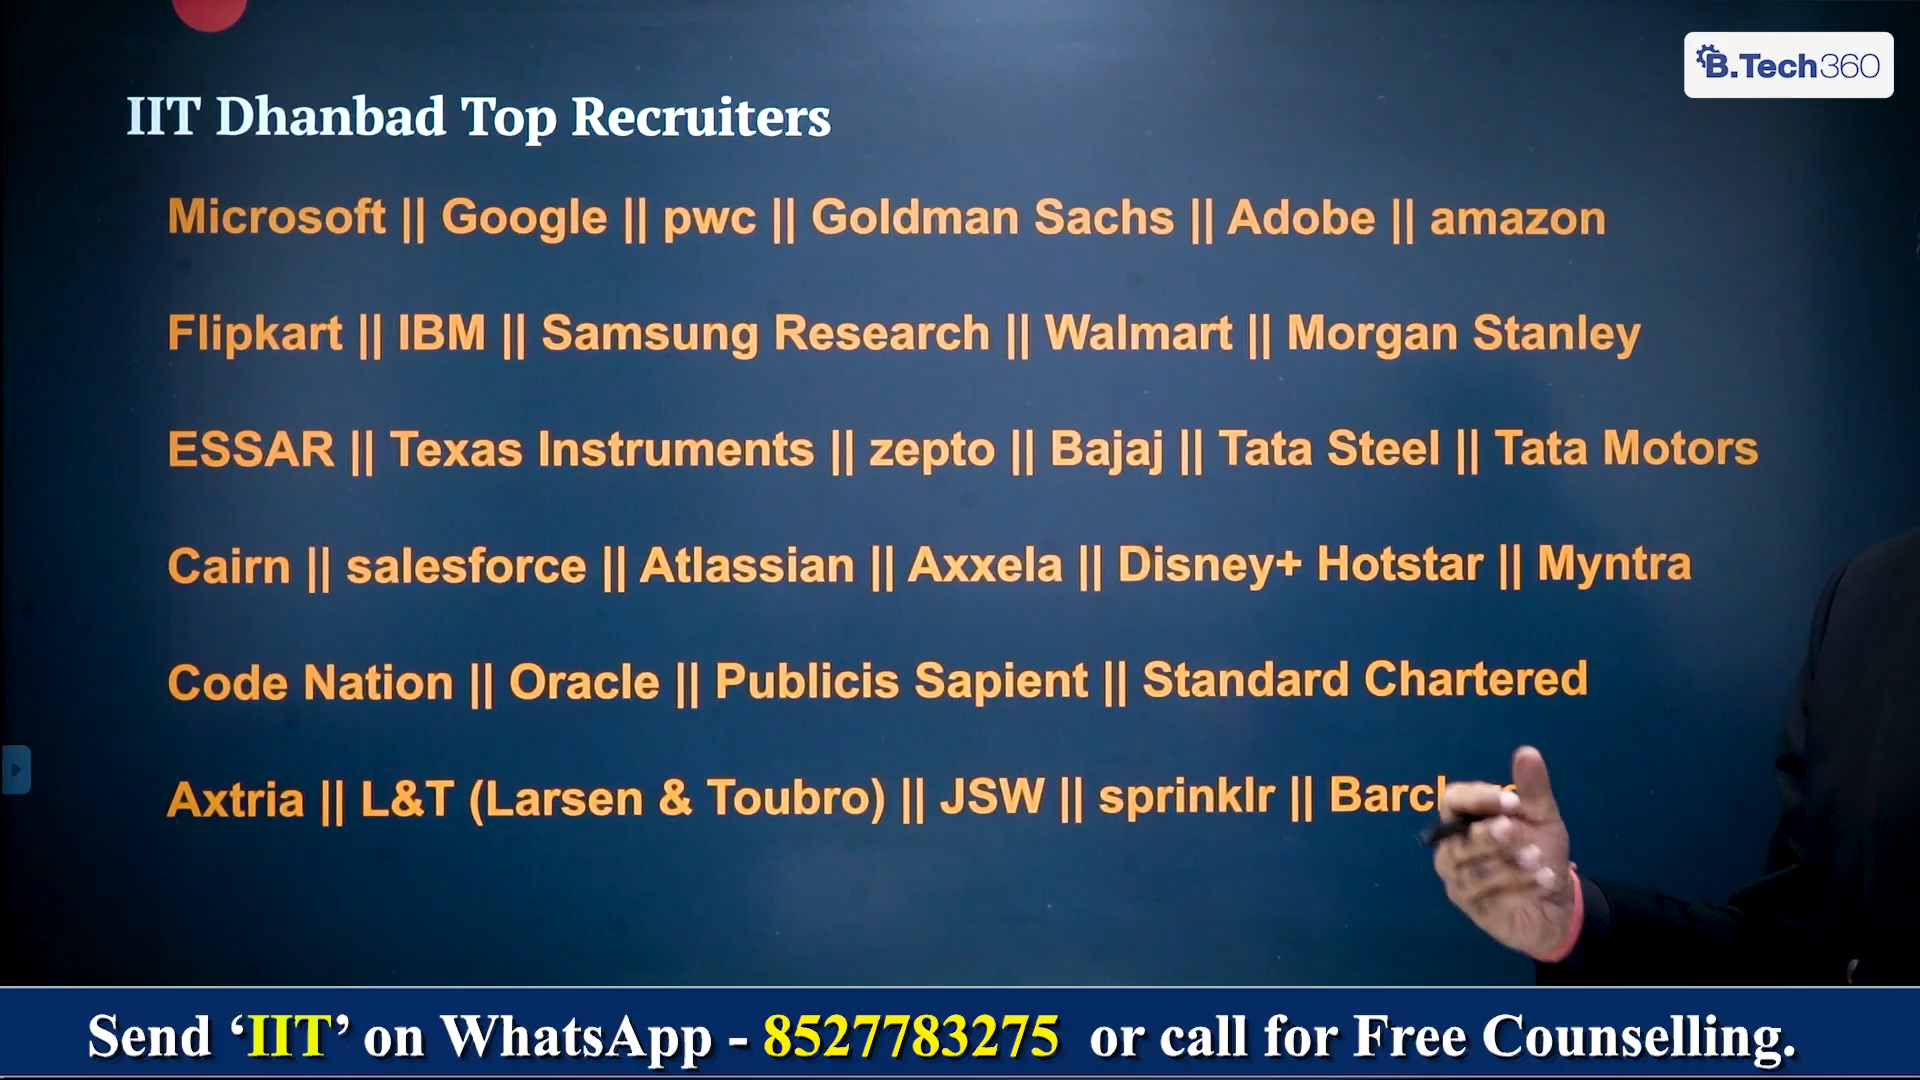 B.Tech360
IIT Dhanbad Top Recruiters
Microsoft || Google || pwc || Goldman Sachs || Adobe || amazon
Flipkart || IBM || Samsung Research || Walmart || Morgan Stanley
ESSAR || Texas Instruments || zepto || Bajaj || Tata Steel || Tata Motors
Cairn || salesforce || Atlassian || Axxela || Disney+ Hotstar || Myntra
Code Nation || Oracle || Publicis Sapient || Standard Chartered
Axtria || L&T (Larsen & Toubro) || JSW || sprinklr ||
Send ‘IIT’ on WhatsApp - 8527783275 or call for Free Counselling.